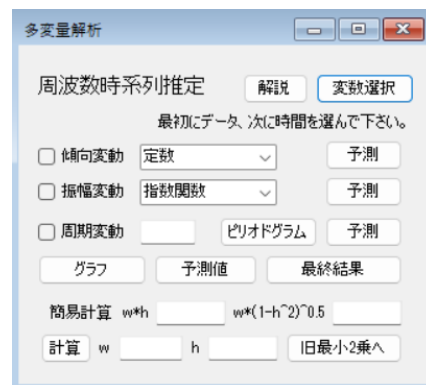 多変量解析
周波数時系列推定 解説 変数選択
最初にデータ、次に時間を選んで下さい。
傾向変動 定数 予測
振幅変動 指数関数 予測
周期変動 ピリオドグラム 予測
グラフ 予測値 最終結果
簡易計算 w*h w*(1-h^2)^0.5
計算 w h 旧最小2乗へ